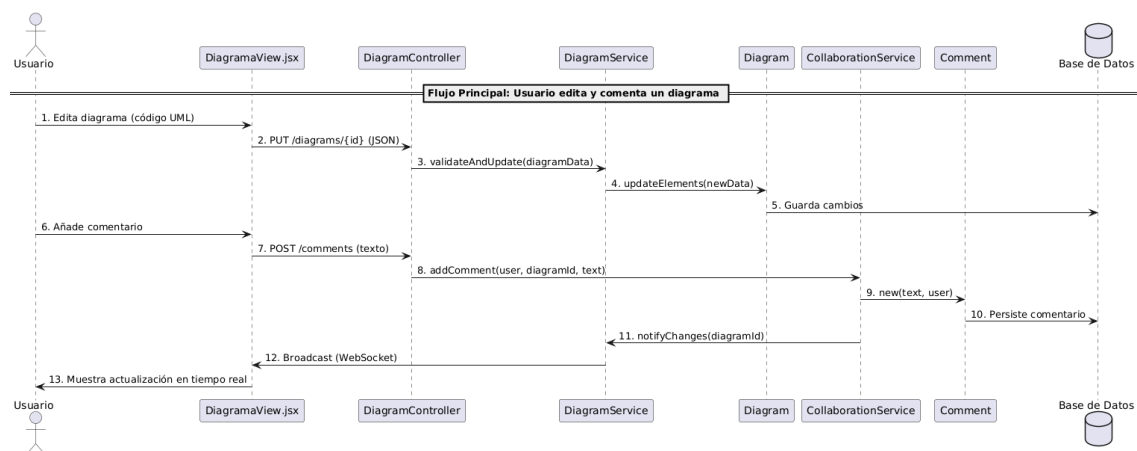 Usuario
DiagramaView.jsx
DiagramController
DiagramService
Diagram
CollaborationService
Comment
Base de Datos
Flujo Principal: Usuario edita y comenta un diagrama
1. Edita diagrama (código UML)
2. PUT /diagrams/{id} (JSON)
3. validateAndUpdate(diagramData)
4. updateElements(newData)
5. Guarda cambios
6. Añade comentario
7. POST /comments (texto)
8. addComment(user, diagramId, text)
9. new(text, user)
10. Persiste comentario
11. notifyChanges(diagramId)
12. Broadcast (WebSocket)
13. Muestra actualización en tiempo real
Usuario
DiagramaView.jsx
DiagramController
DiagramService
Diagram
CollaborationService
Comment
Base de Datos